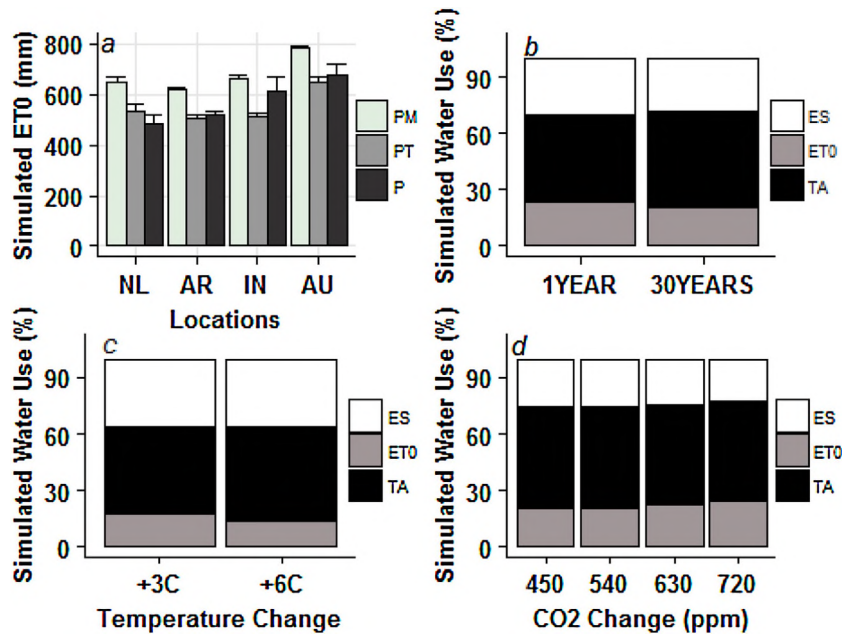 a
Simulated ET0 (mm)
800
600
400
200
0
NL AR IN AU
Locations
PM
PT
P
b
Simulated Water Use (%)
90
60
30
0
1YEAR 30YEARS
ES
ET0
TA
c
Simulated Water Use (%)
90
60
30
0
+3C +6C
Temperature Change
ES
ET0
TA
d
Simulated Water Use (%)
90
60
30
0
450 540 630 720
CO2 Change (ppm)
ES
ET0
TA